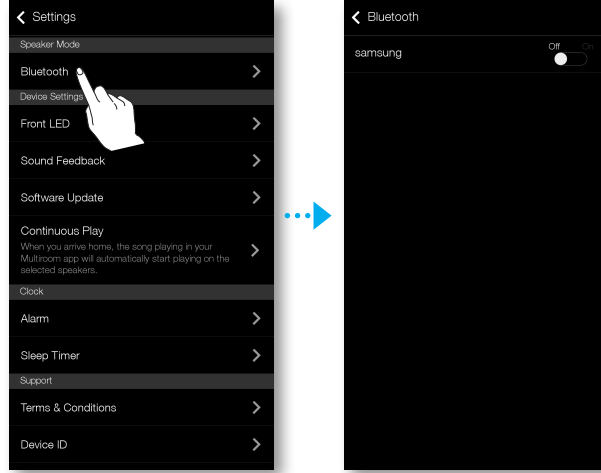 Settings
Speaker Mode
Bluetooth
Device Settings
Front LED
Sound Feedback
Software Update
Continuous Play
When you arrive home, the song playing in your
Multiroom app will automatically start playing on the
selected speakers.
Clock
Alarm
Sleep Timer
Support
Terms & Conditions
Device ID
Bluetooth
samsung
Off On